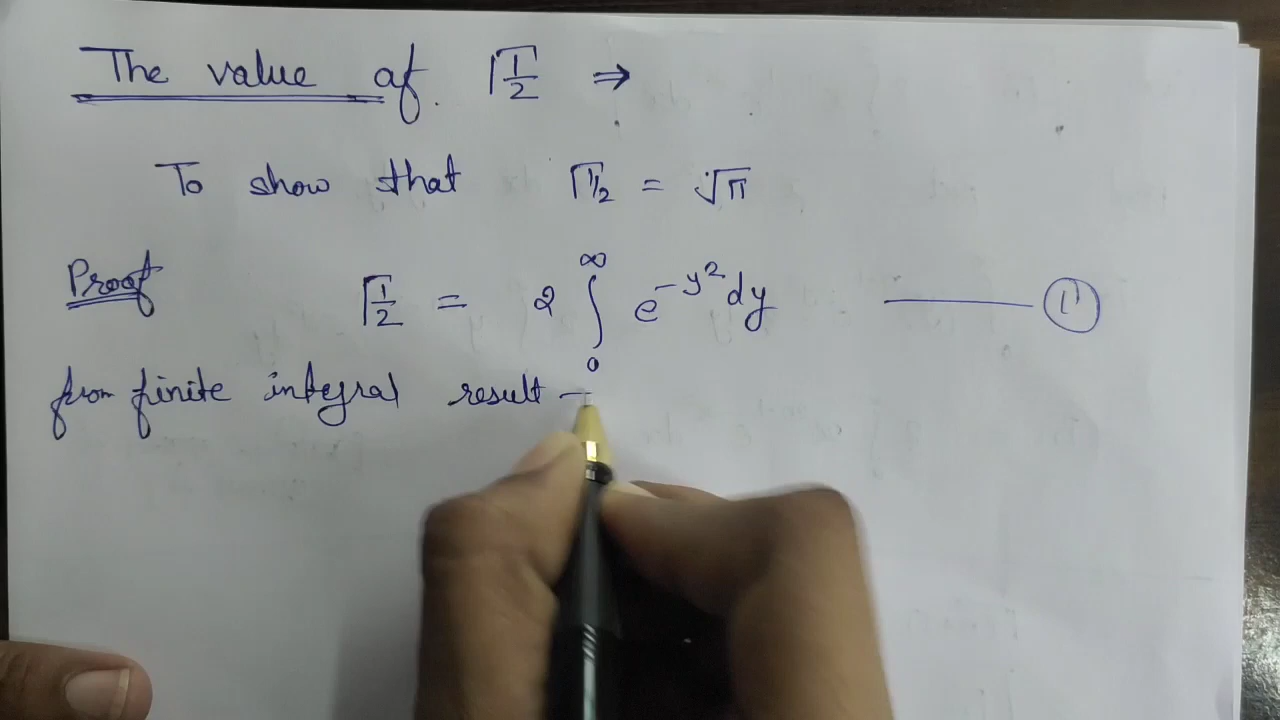 The value of Γ1/2 ⇒
To show that Γ1/2 = √π
Proof Γ1/2 = 2 ∫₀^∞ e^{-y²} dy —— (1)
from finite integral result —